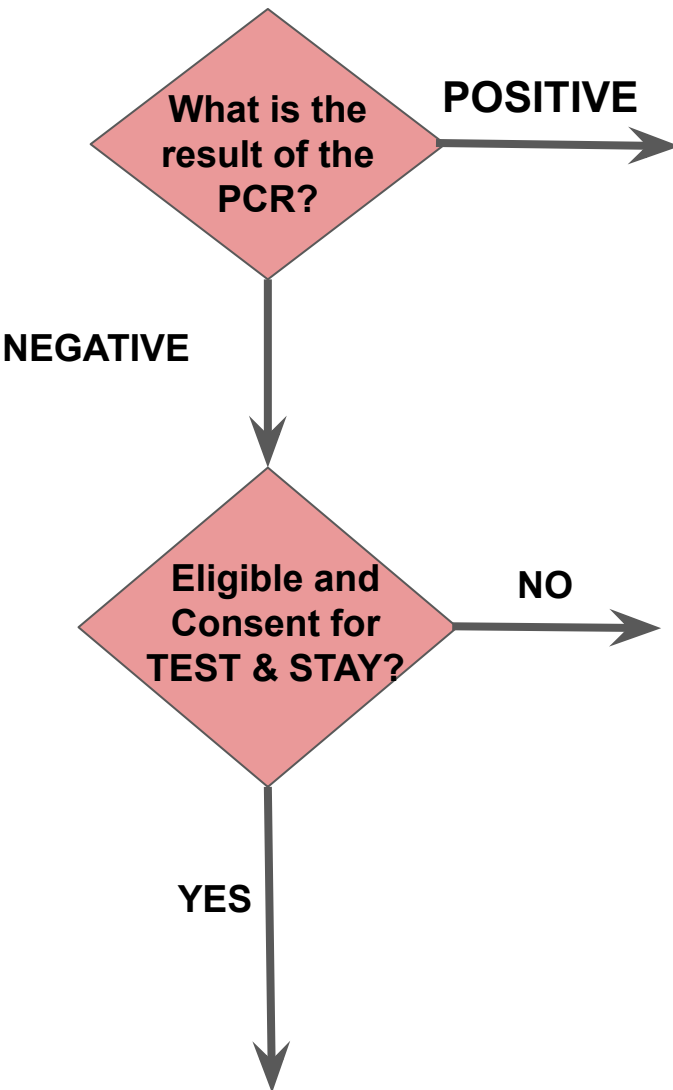 What is the
result of the
PCR?
POSITIVE
NEGATIVE
Eligible and
Consent for
TEST & STAY?
NO
YES